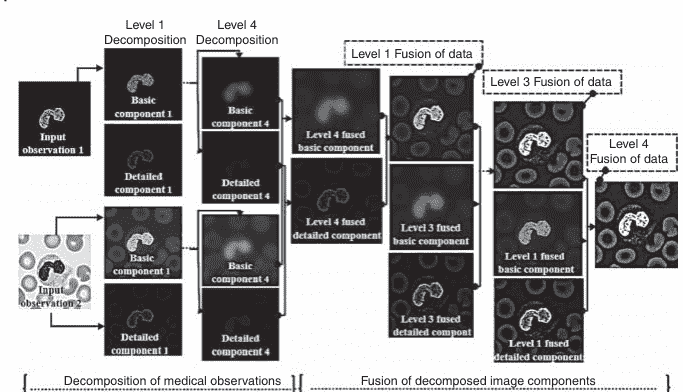 Level 1
Decomposition
Level 4
Decomposition
Level 1 Fusion of data
Level 3 Fusion of data
Level 4
Fusion of data
Input
observation 1
Basic
component 1
Detailed
component 1
Basic
component 4
Detailed
component 4
Level 4 fused
basic component
Level 4 fused
detailed component
Input
observation 2
Basic
component 1
Detailed
component 1
Basic
component 4
Detailed
component 4
Level 3 fused
basic component
Level 3 fused
detailed compont
Level 1 fused
basic component
Level 1 fused
detailed component
Decomposition of medical observations
Fusion of decomposed image components